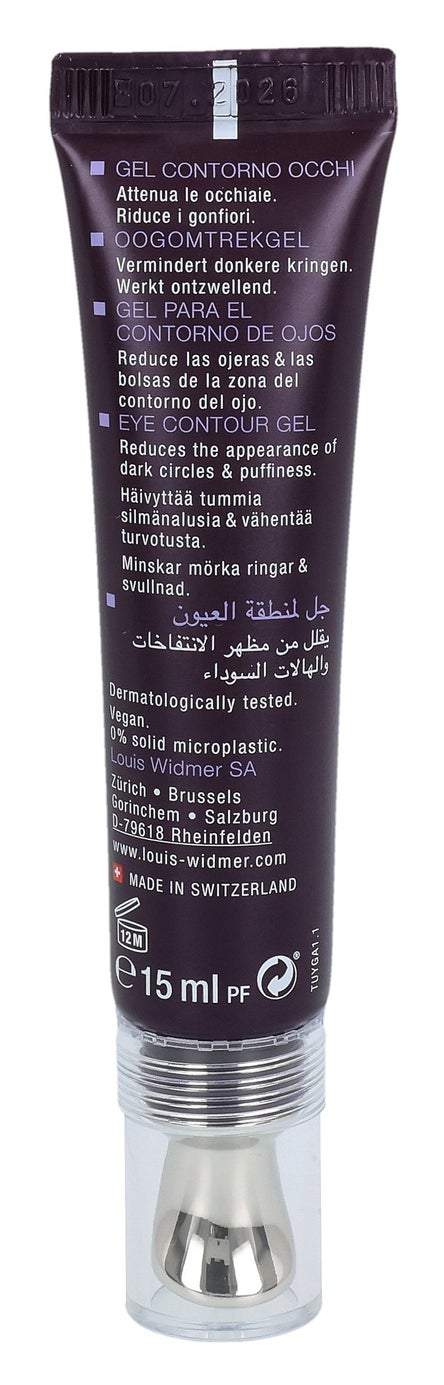 07.2026
GEL CONTORNO OCCHI
Attenua le occhiaie.
Riduce i gonfiori.
OOGOMTREKGEL
Vermindert donkere kringen.
Werkt ontzwellend.
GEL PARA EL
CONTORNO DE OJOS
Reduce las ojeras & las
bolsas de la zona del
contorno del ojo.
EYE CONTOUR GEL
Reduces the appearance of
dark circles & puffiness.
Häivyttää tummia
silmänalusia & vähentää
turvotusta.
Minskar mörka ringar &
svullnad.
جل لمنطقة العيون
يقلل من مظهر الانتفاخات
والهالات السوداء
Dermatologically tested.
Vegan.
0% solid microplastic.
Louis Widmer SA
Zürich • Brussels
Gorinchem • Salzburg
D-79618 Rheinfelden
www.louis-widmer.com
MADE IN SWITZERLAND
12M
e 15 ml PF
TUYGA1.1